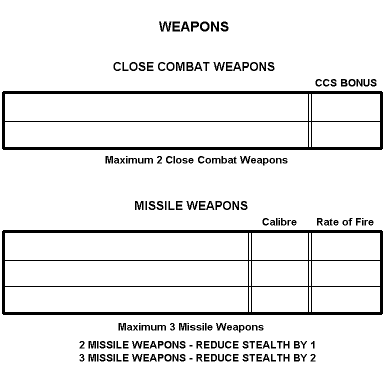 WEAPONS
CLOSE COMBAT WEAPONS
CCS BONUS
Maximum 2 Close Combat Weapons
MISSILE WEAPONS
Calibre Rate of Fire
Maximum 3 Missile Weapons
2 MISSILE WEAPONS - REDUCE STEALTH BY 1
3 MISSILE WEAPONS - REDUCE STEALTH BY 2